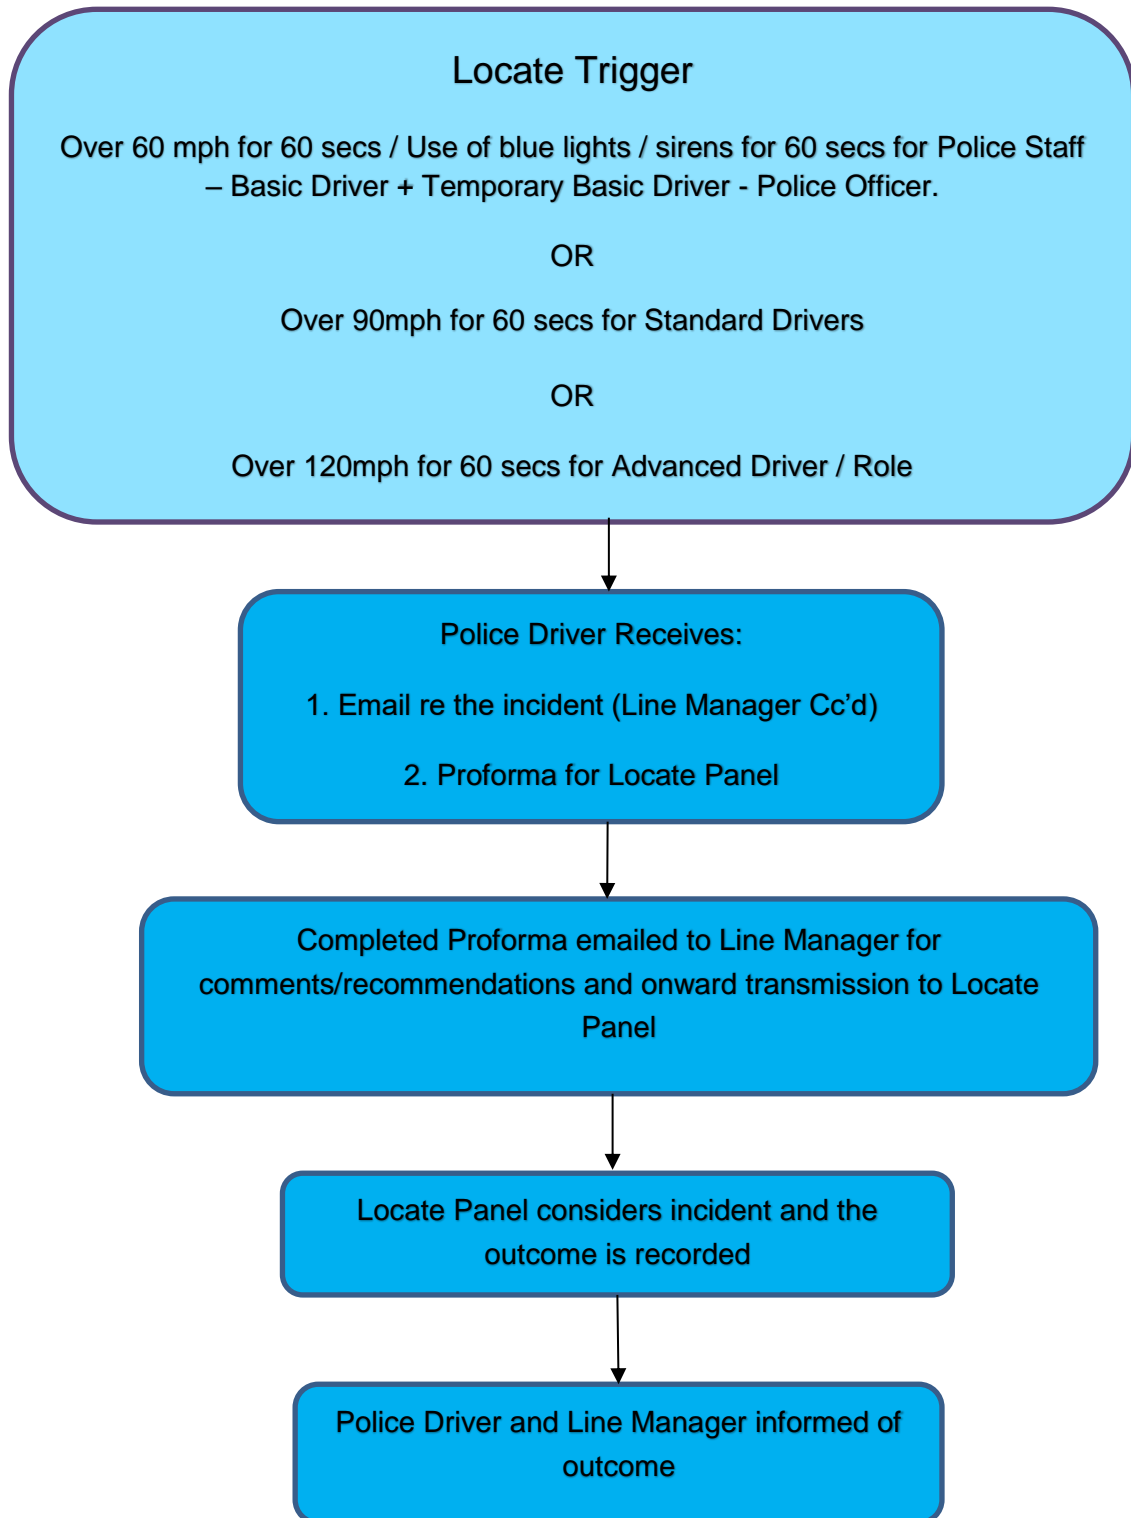 Locate Trigger
Over 60 mph for 60 secs / Use of blue lights / sirens for 60 secs for Police Staff
– Basic Driver + Temporary Basic Driver - Police Officer.
OR
Over 90mph for 60 secs for Standard Drivers
OR
Over 120mph for 60 secs for Advanced Driver / Role
Police Driver Receives:
1. Email re the incident (Line Manager Cc’d)
2. Proforma for Locate Panel
Completed Proforma emailed to Line Manager for
comments/recommendations and onward transmission to Locate
Panel
Locate Panel considers incident and the
outcome is recorded
Police Driver and Line Manager informed of
outcome